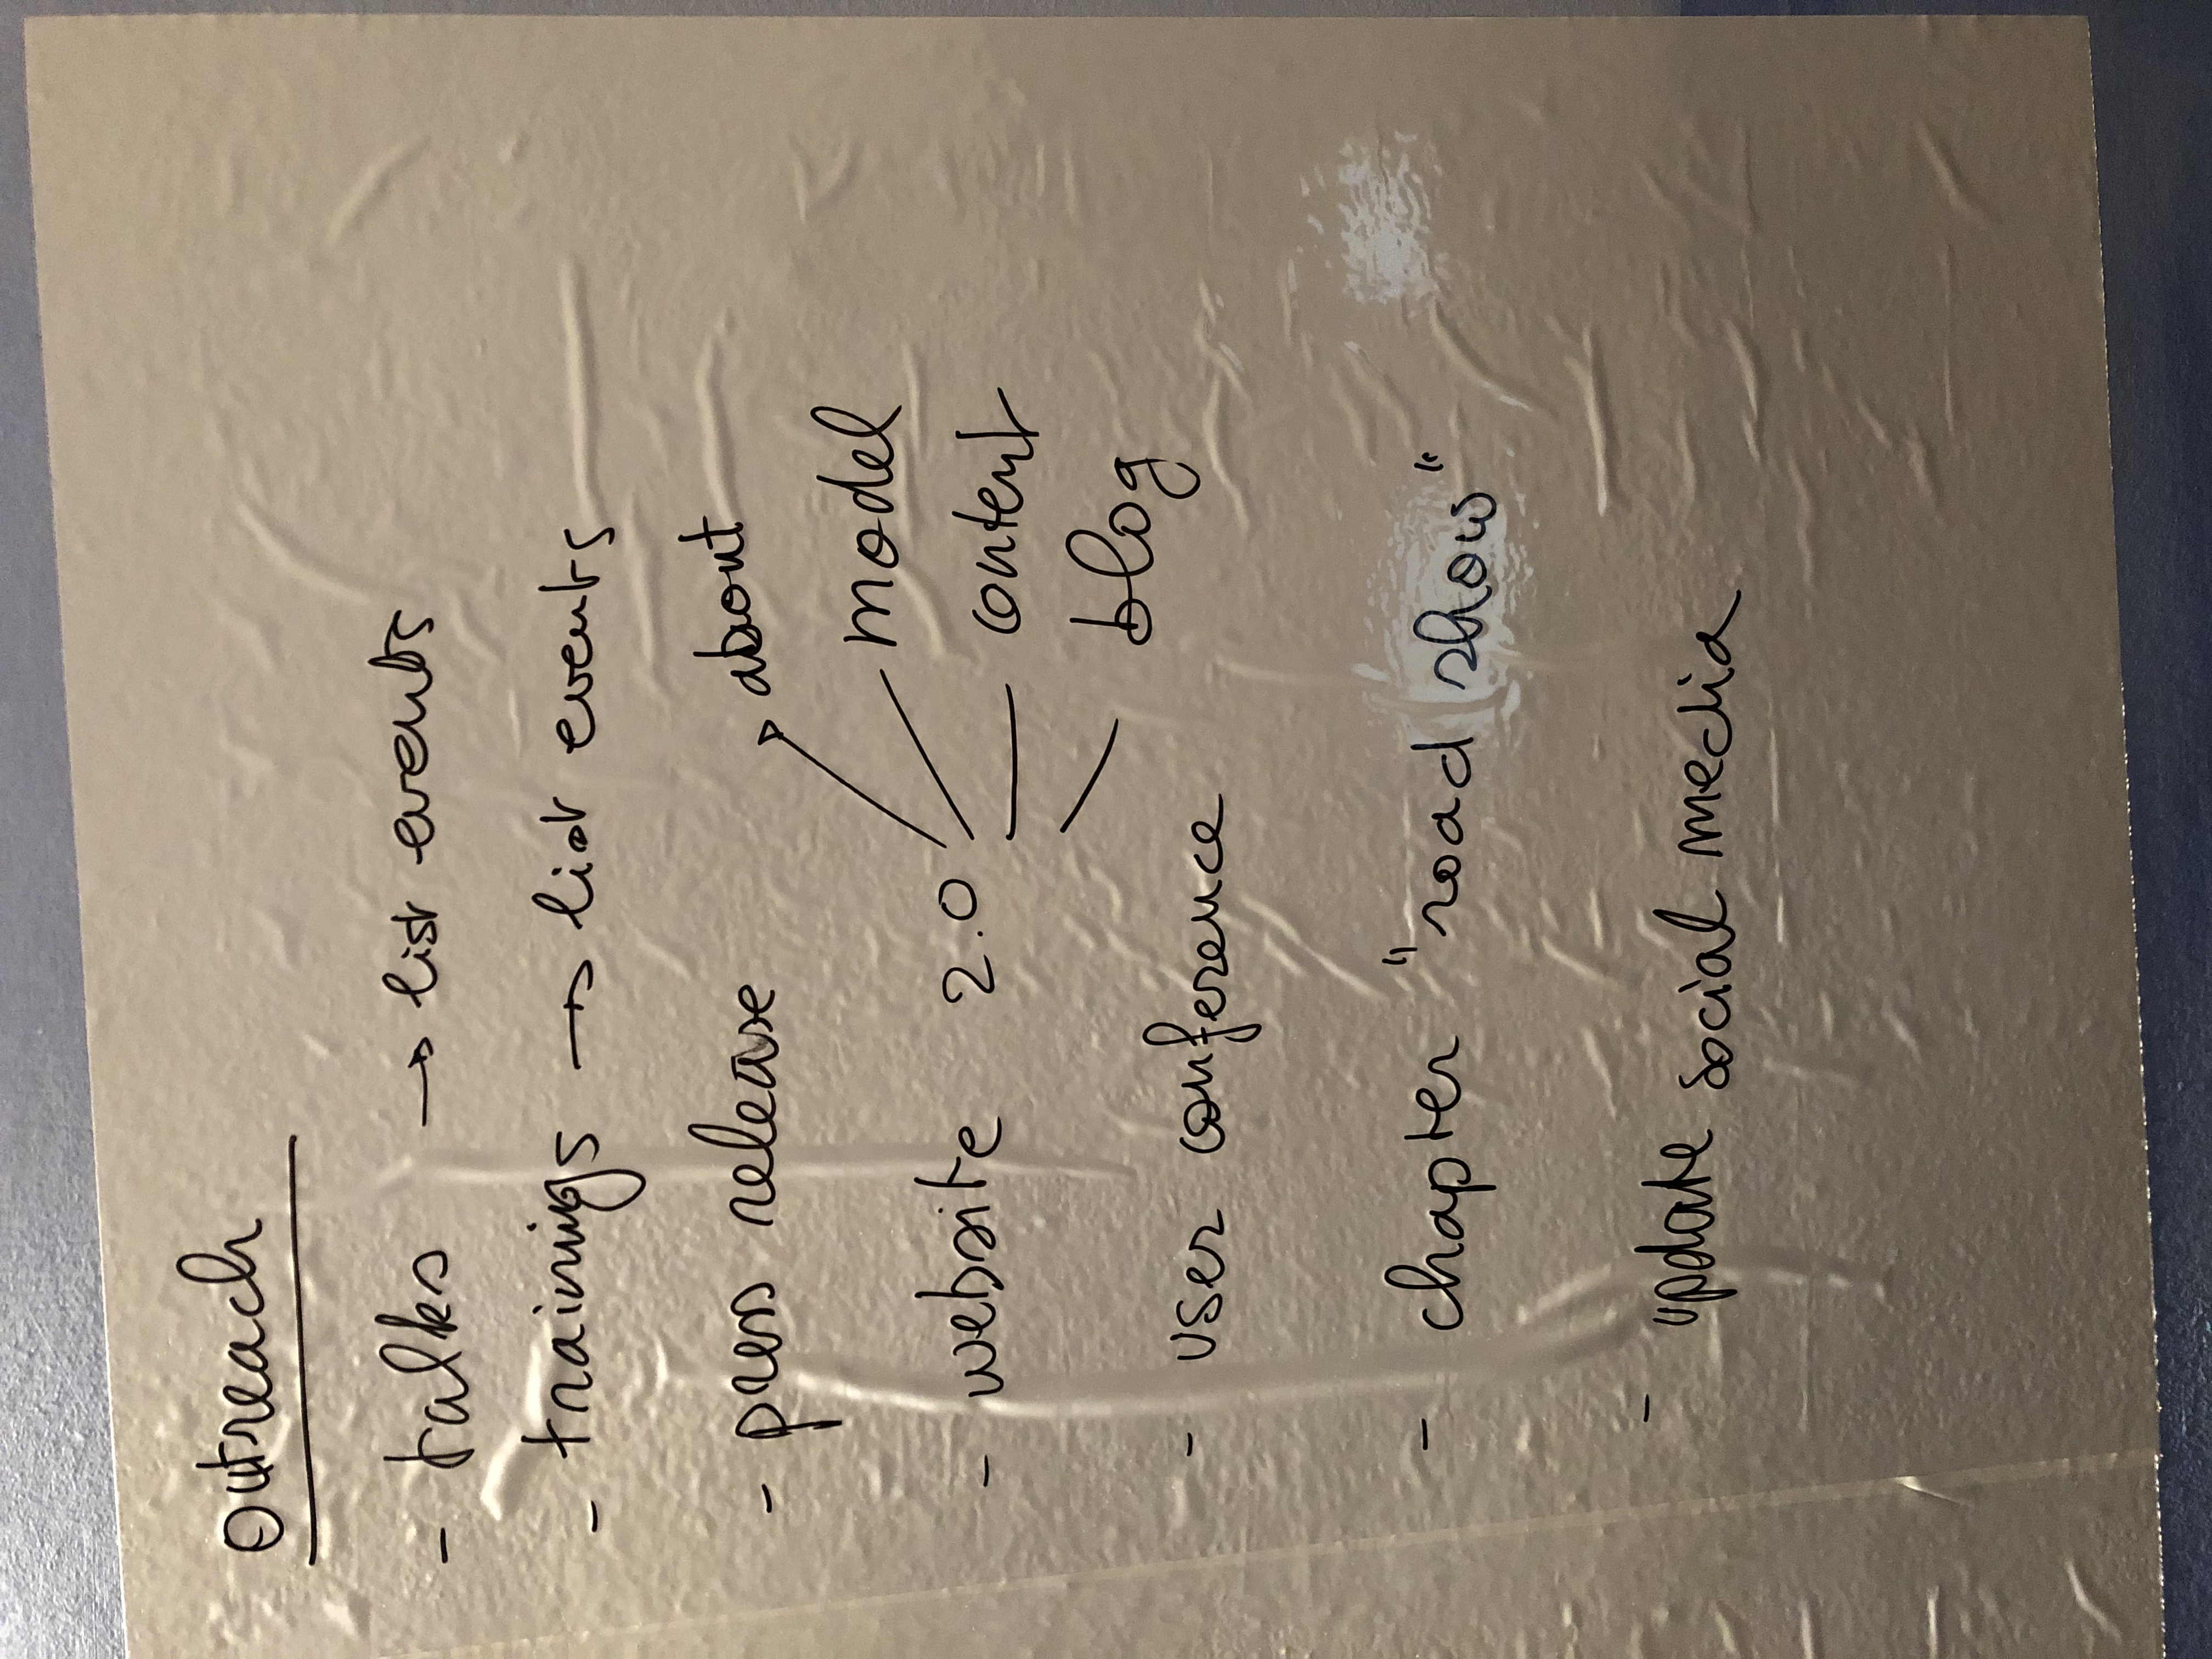 outreach
- talks → list events
- trainings → list events
- press release
- website 2.0
about
model
content
blog
- user conference
- chapter "road show"
- update social media